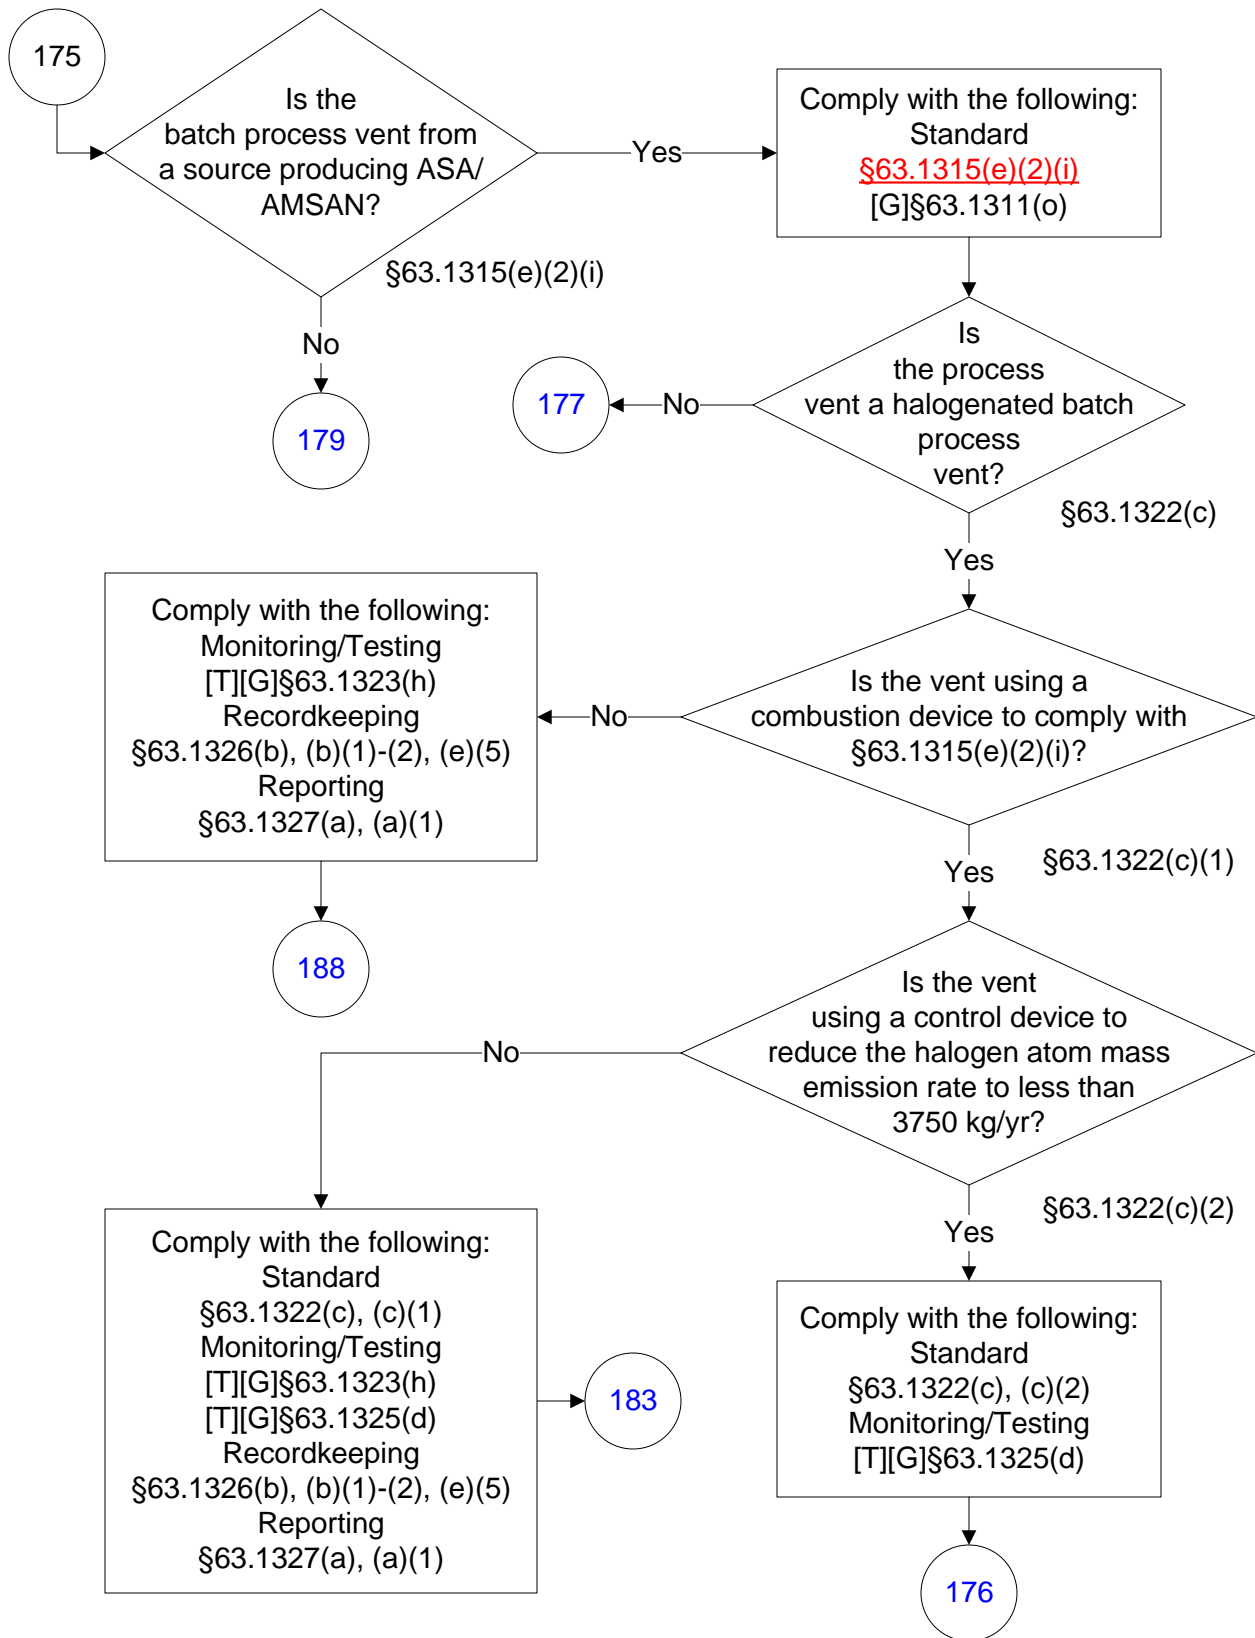 175
Is the
batch process vent from
a source producing ASA/
AMSAN?
Yes
Comply with the following:
Standard
§63.1315(e)(2)(i)
[G]§63.1311(o)
§63.1315(e)(2)(i)
No
179
Is
the process
vent a halogenated batch
process
vent?
No
177
§63.1322(c)
Yes
Is the vent using a
combustion device to comply with
§63.1315(e)(2)(i)?
No
Comply with the following:
Monitoring/Testing
[T][G]§63.1323(h)
Recordkeeping
§63.1326(b), (b)(1)-(2), (e)(5)
Reporting
§63.1327(a), (a)(1)
188
§63.1322(c)(1)
Yes
Is the vent
using a control device to
reduce the halogen atom mass
emission rate to less than
3750 kg/yr?
No
§63.1322(c)(2)
Yes
Comply with the following:
Standard
§63.1322(c), (c)(1)
Monitoring/Testing
[T][G]§63.1323(h)
[T][G]§63.1325(d)
Recordkeeping
§63.1326(b), (b)(1)-(2), (e)(5)
Reporting
§63.1327(a), (a)(1)
183
Comply with the following:
Standard
§63.1322(c), (c)(2)
Monitoring/Testing
[T][G]§63.1325(d)
176